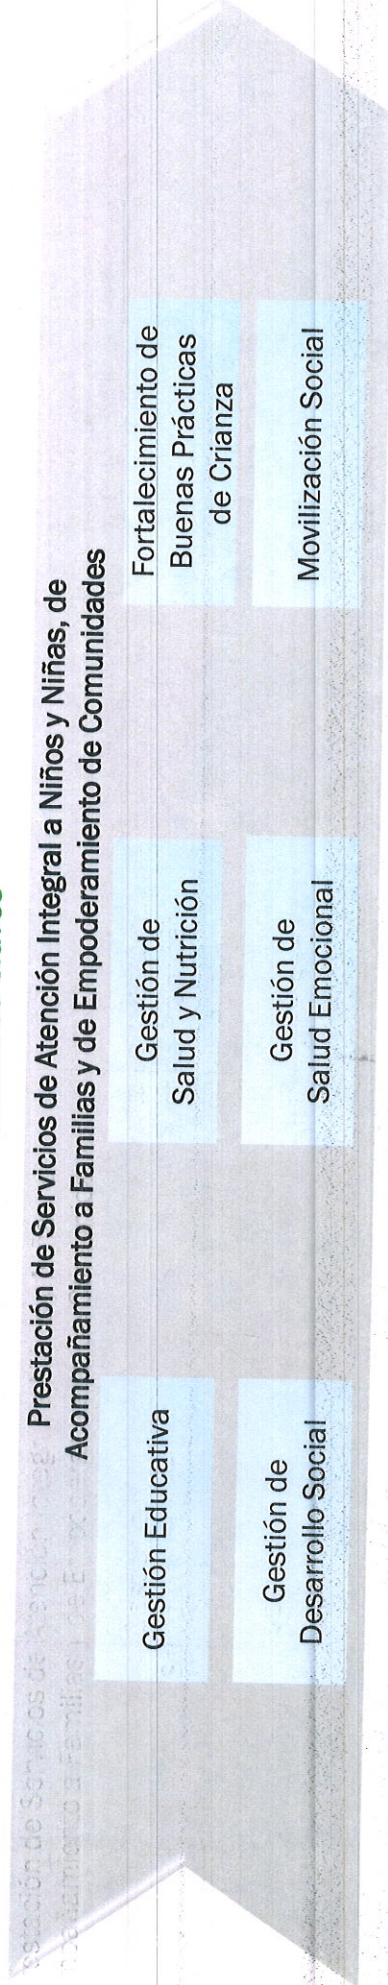 Prestación de Servicios de Atención Integral a Niños y Niñas, de
Acompañamiento a Familias y de Empoderamiento de Comunidades
Gestión Educativa
Gestión de
Salud y Nutrición
Fortalecimiento de
Buenas Prácticas
de Crianza
Gestión de
Desarrollo Social
Gestión de
Salud Emocional
Movilización Social